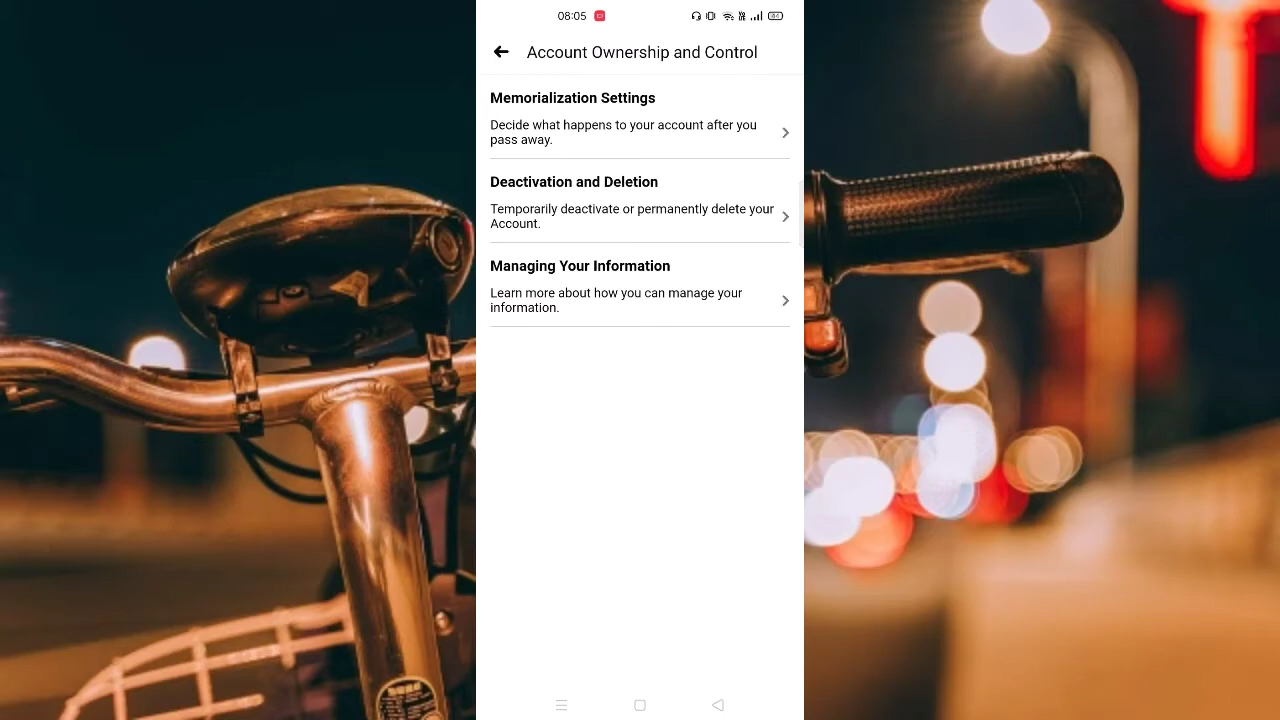 08:05
Account Ownership and Control
Memorialization Settings
Decide what happens to your account after you
pass away.
Deactivation and Deletion
Temporarily deactivate or permanently delete your
Account.
Managing Your Information
Learn more about how you can manage your
information.